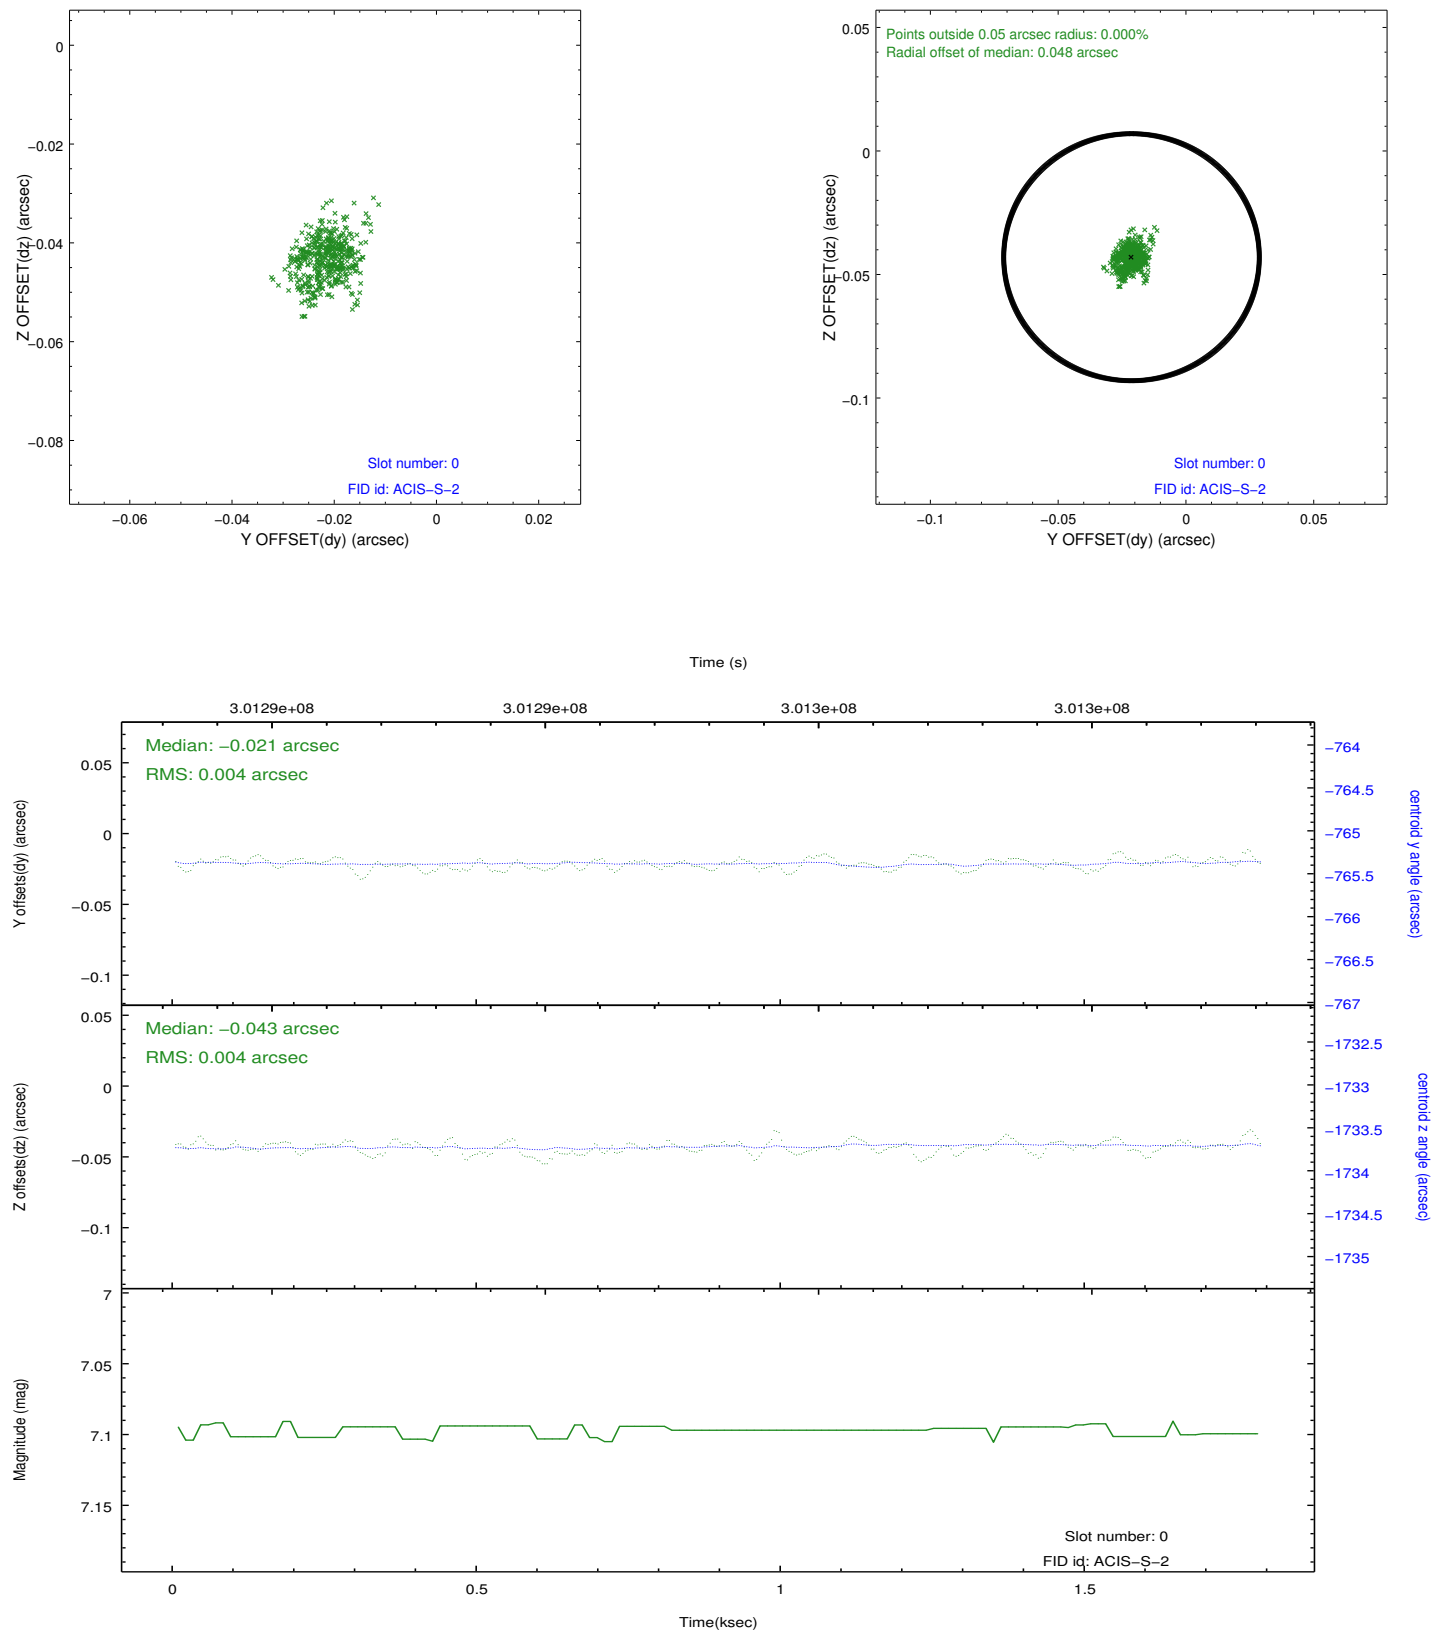 0
−0.02
−0.04
−0.06
−0.08
Z OFFSET(dz) (arcsec)
Slot number: 0
FID id: ACIS−S−2
−0.06
−0.04
−0.02
0
0.02
Y OFFSET(dy) (arcsec)
Points outside 0.05 arcsec radius: 0.000%
Radial offset of median: 0.048 arcsec
0.05
0
−0.05
−0.1
Z OFFSET(dz) (arcsec)
Slot number: 0
FID id: ACIS−S−2
−0.1
−0.05
0
0.05
Y OFFSET(dy) (arcsec)
Time (s)
3.0129e+08
3.0129e+08
3.013e+08
3.013e+08
Median: −0.021 arcsec
RMS: 0.004 arcsec
0.05
0
−0.05
−0.1
Y offsets(dy) (arcsec)
−764
−764.5
−765
−765.5
−766
−766.5
−767
centroid y angle (arcsec)
Median: −0.043 arcsec
RMS: 0.004 arcsec
0.05
0
−0.05
−0.1
Z offsets(dz) (arcsec)
−1732.5
−1733
−1733.5
−1734
−1734.5
−1735
centroid z angle (arcsec)
7
7.05
7.1
7.15
Magnitude (mag)
Slot number: 0
FID id: ACIS−S−2
0
0.5
1
1.5
Time(ksec)